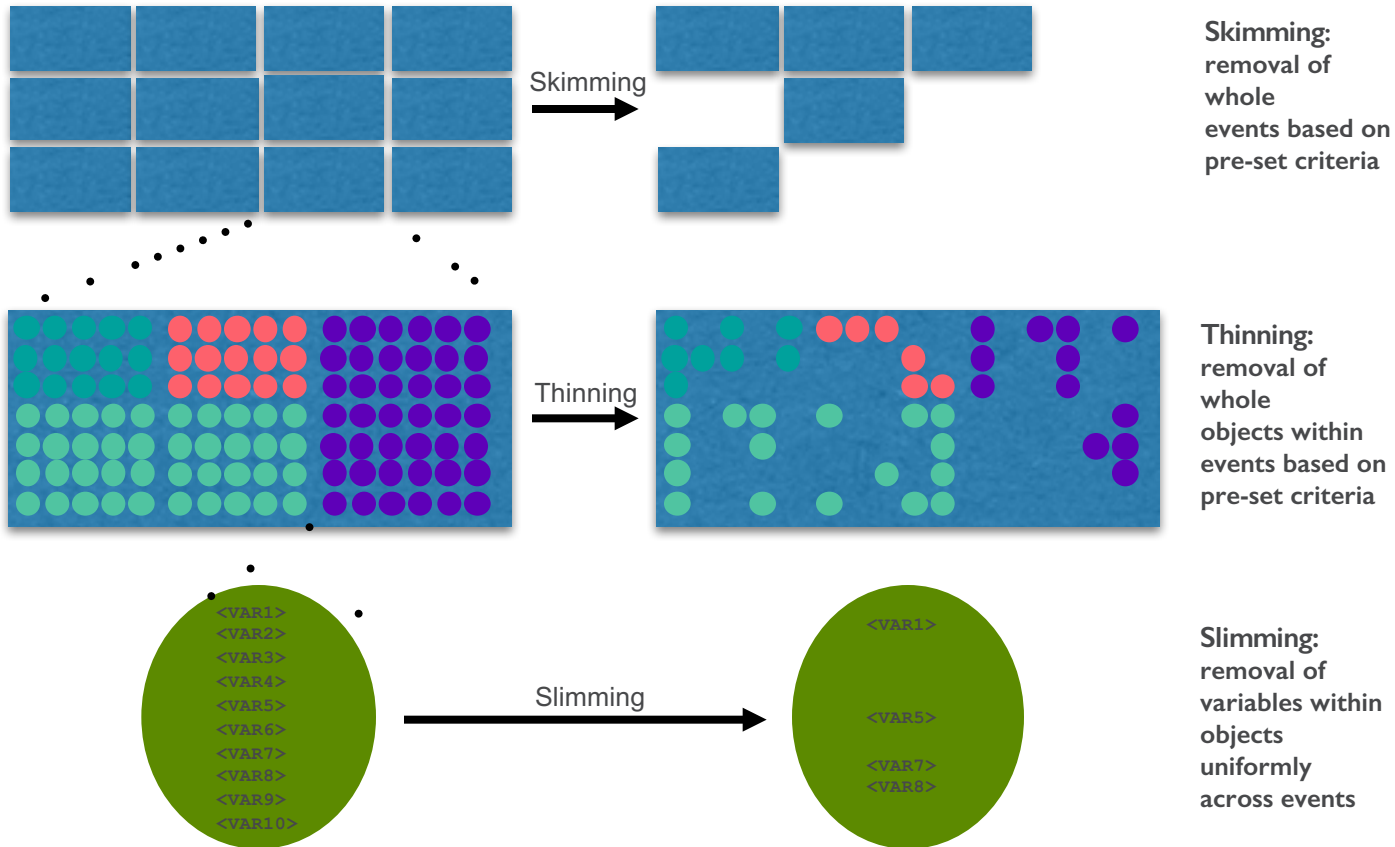 Skimming
Skimming:
removal of
whole
events based on
pre-set criteria
Thinning
Thinning:
removal of
whole
objects within
events based on
pre-set criteria
<VAR1>
<VAR2>
<VAR3>
<VAR4>
<VAR5>
<VAR6>
<VAR7>
<VAR8>
<VAR9>
<VAR10>
Slimming
<VAR1>
<VAR5>
<VAR7>
<VAR8>
Slimming:
removal of
variables within
objects
uniformly
across events